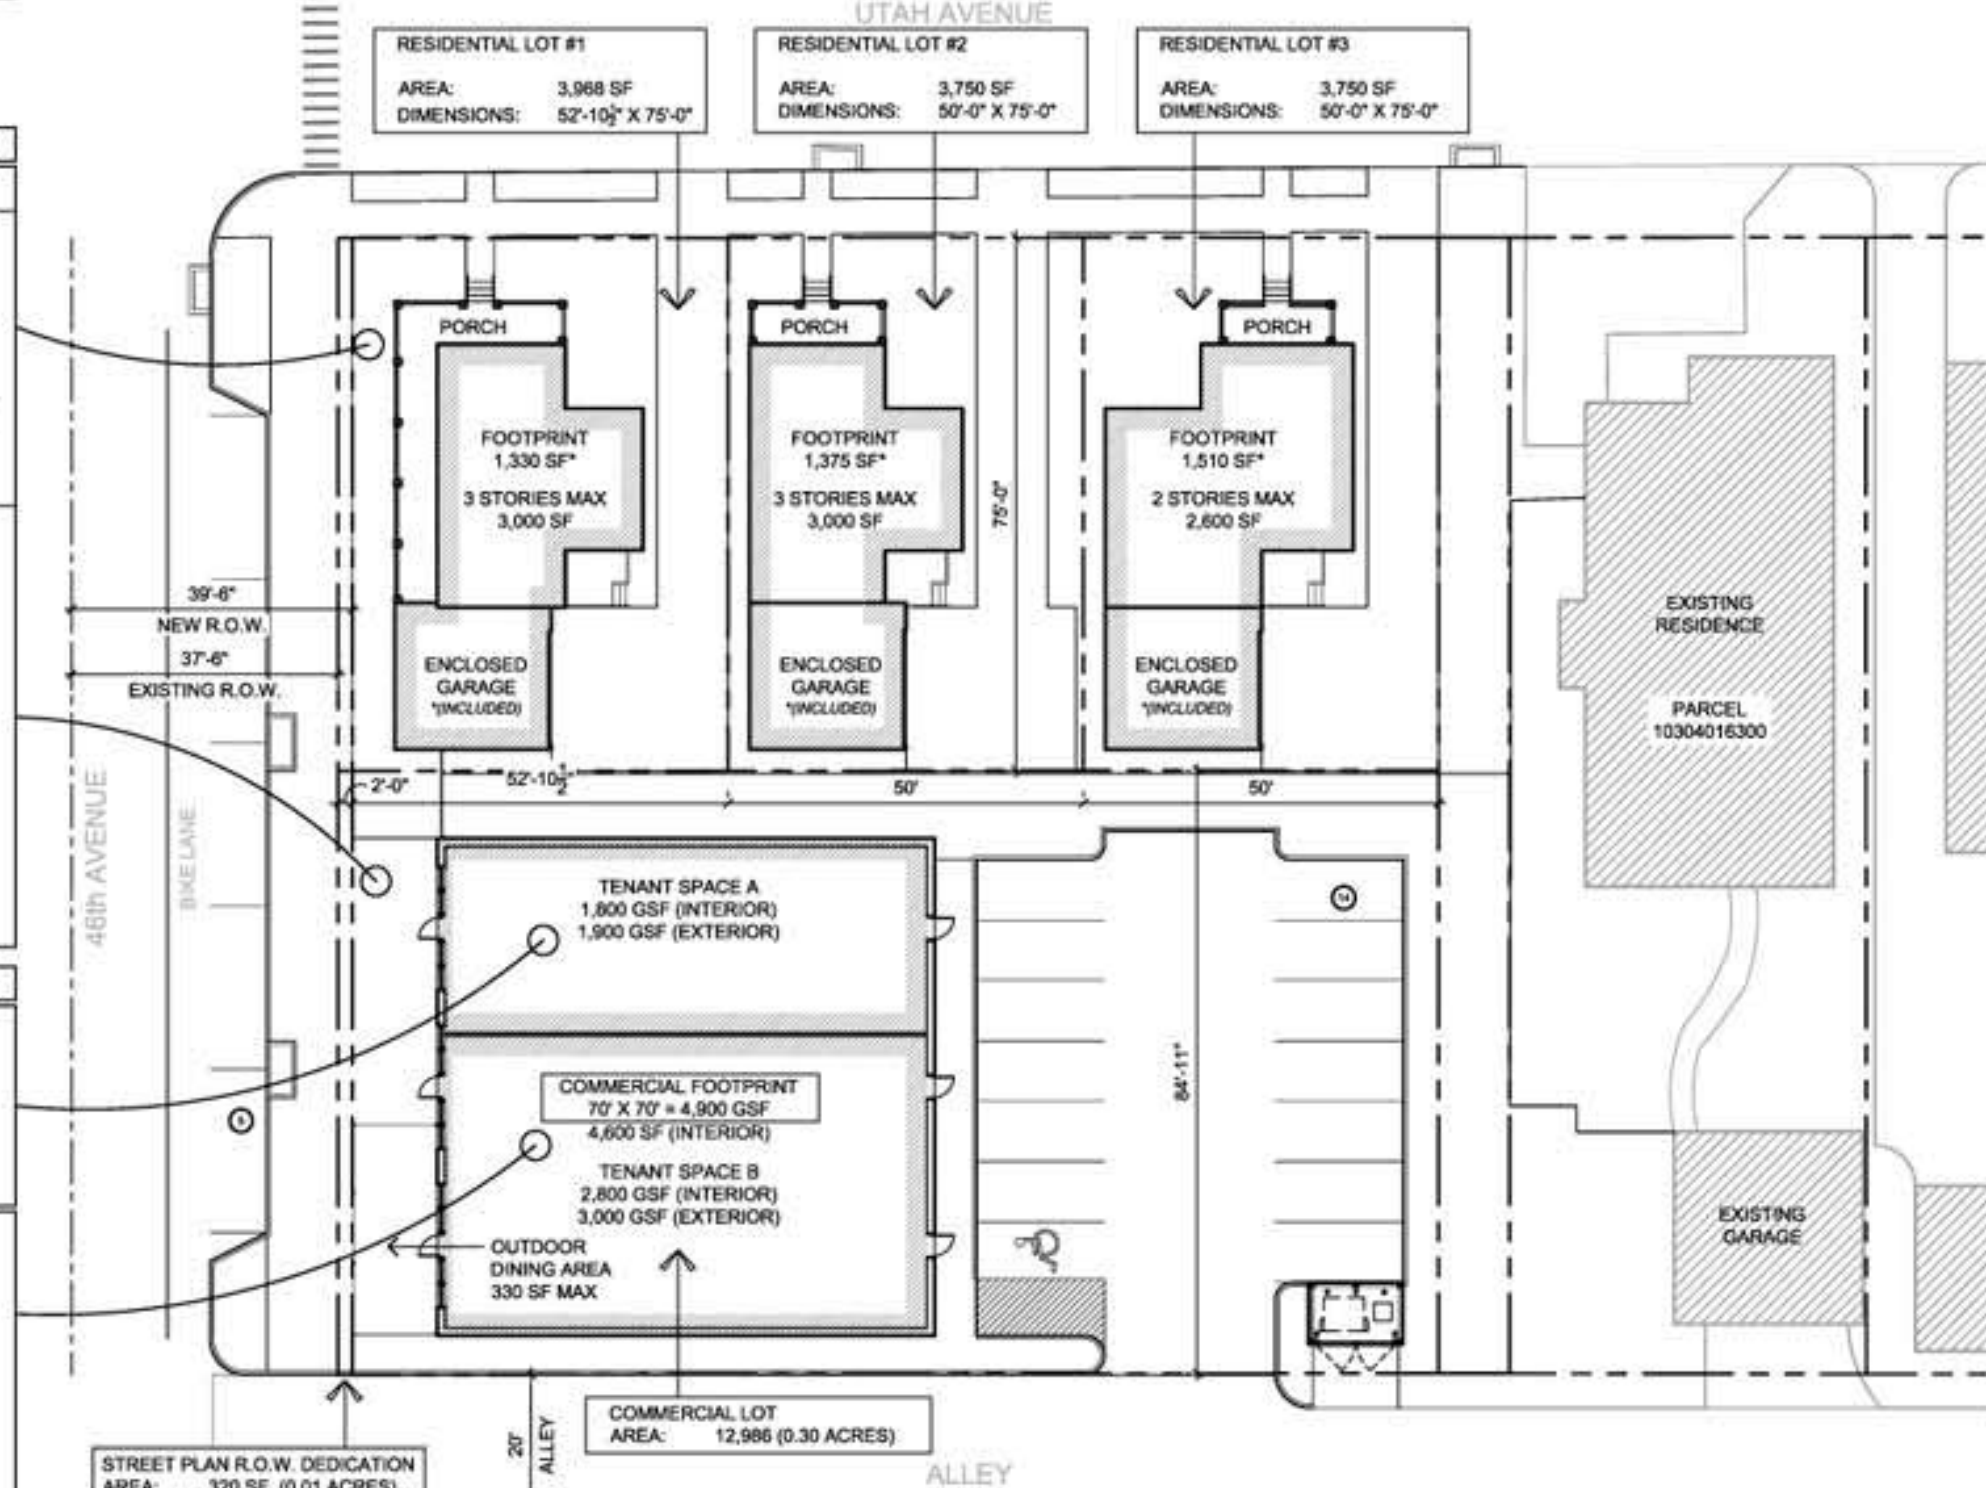 UTAH AVENUE
RESIDENTIAL LOT #1
AREA: 3,968 SF
DIMENSIONS: 52'-10½" X 75'-0"
RESIDENTIAL LOT #2
AREA: 3,750 SF
DIMENSIONS: 50'-0" X 75'-0"
RESIDENTIAL LOT #3
AREA: 3,750 SF
DIMENSIONS: 50'-0" X 75'-0"
PORCH
PORCH
PORCH
FOOTPRINT
1,330 SF*
3 STORIES MAX
3,000 SF
FOOTPRINT
1,375 SF*
3 STORIES MAX
3,000 SF
75'-0"
FOOTPRINT
1,510 SF*
2 STORIES MAX
2,600 SF
39'-6"
NEW R.O.W.
37'-6"
EXISTING R.O.W.
ENCLOSED
GARAGE
*(INCLUDED)
ENCLOSED
GARAGE
*(INCLUDED)
ENCLOSED
GARAGE
*(INCLUDED)
EXISTING
RESIDENCE
PARCEL
10304016300
2'-0"
52'-10½"
50'
50'
46th AVENUE
BIKE LANE
TENANT SPACE A
1,800 GSF (INTERIOR)
1,900 GSF (EXTERIOR)
14
COMMERCIAL FOOTPRINT
70' X 70' = 4,900 GSF
4,600 SF (INTERIOR)
TENANT SPACE B
2,800 GSF (INTERIOR)
3,000 GSF (EXTERIOR)
OUTDOOR
DINING AREA
330 SF MAX
84'-11"
EXISTING
GARAGE
COMMERCIAL LOT
AREA: 12,986 (0.30 ACRES)
20'
ALLEY
ALLEY
STREET PLAN R.O.W. DEDICATION
AREA: 320 SF (0.01 ACRES)